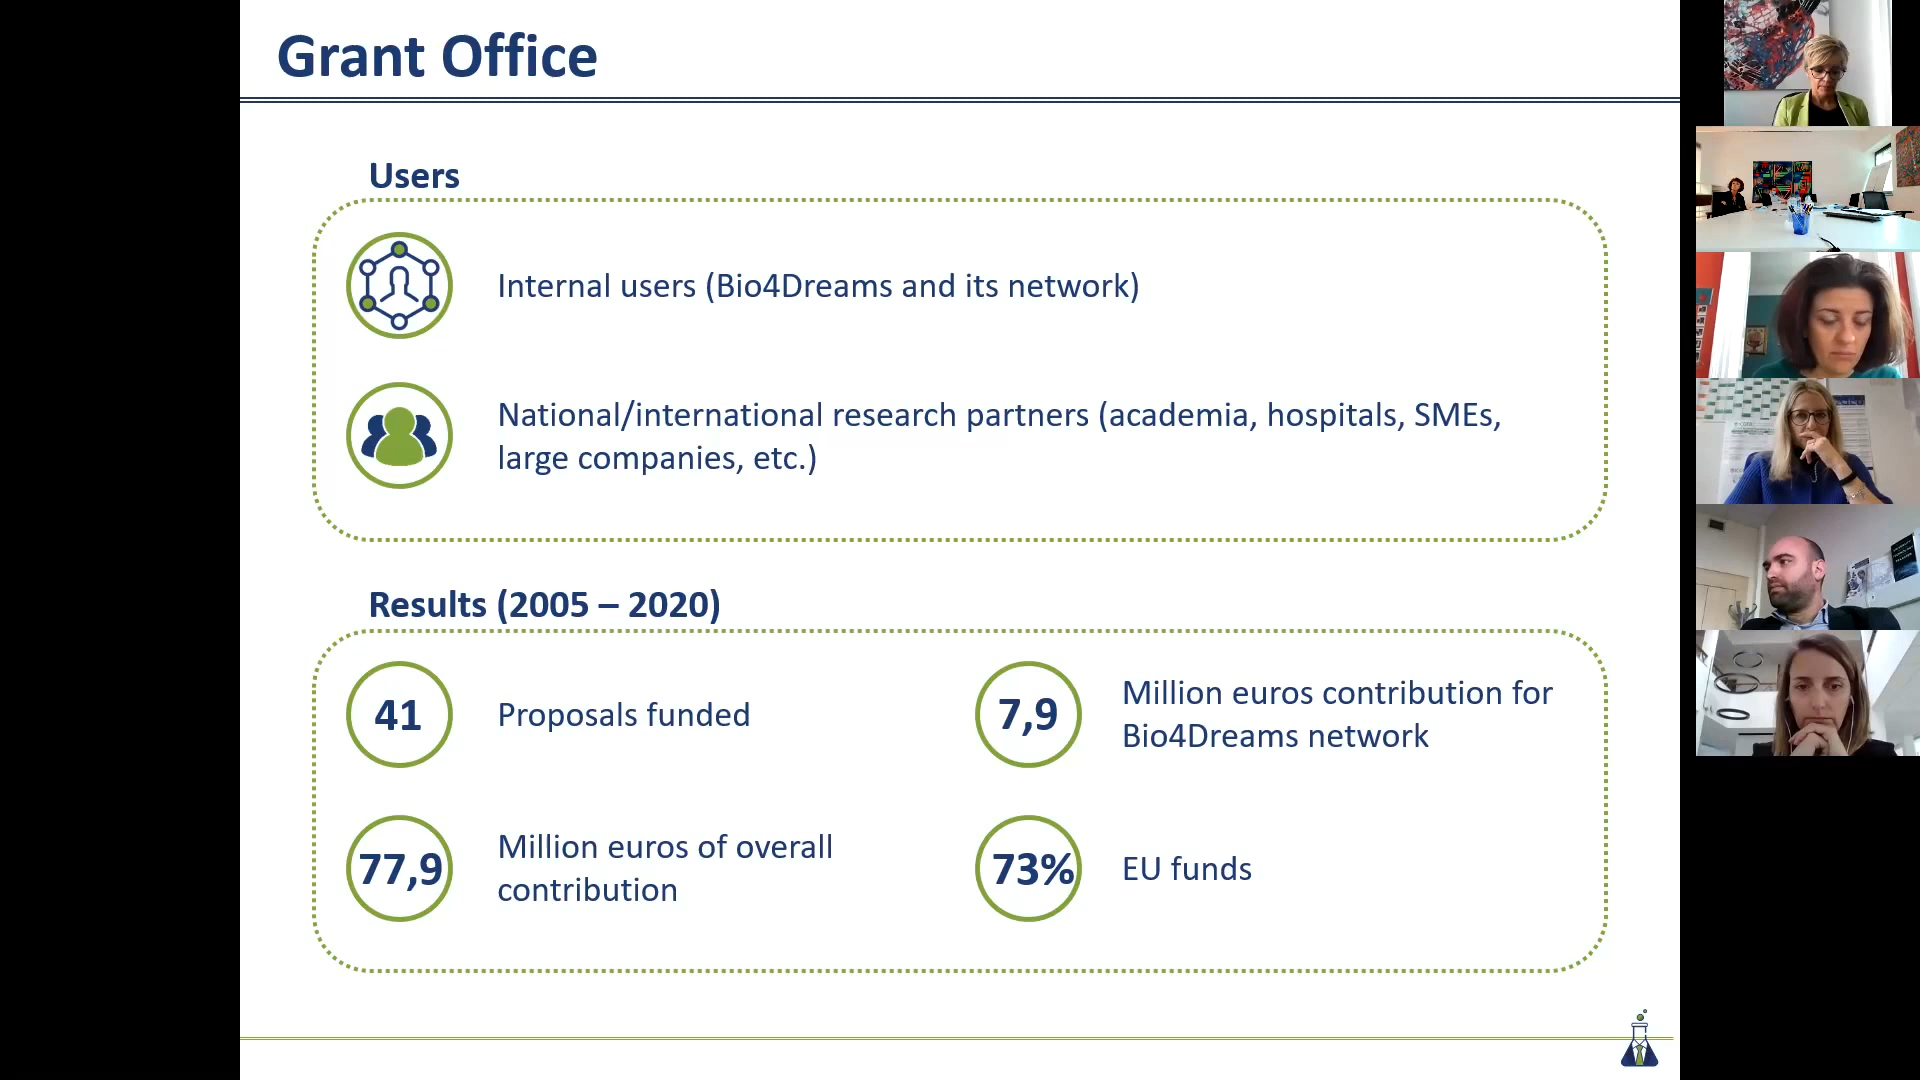 Grant Office
Users
Internal users (Bio4Dreams and its network)
National/international research partners (academia, hospitals, SMEs,
large companies, etc.)
Results (2005 – 2020)
41
Proposals funded
7,9
Million euros contribution for
Bio4Dreams network
77,9
Million euros of overall
contribution
73%
EU funds